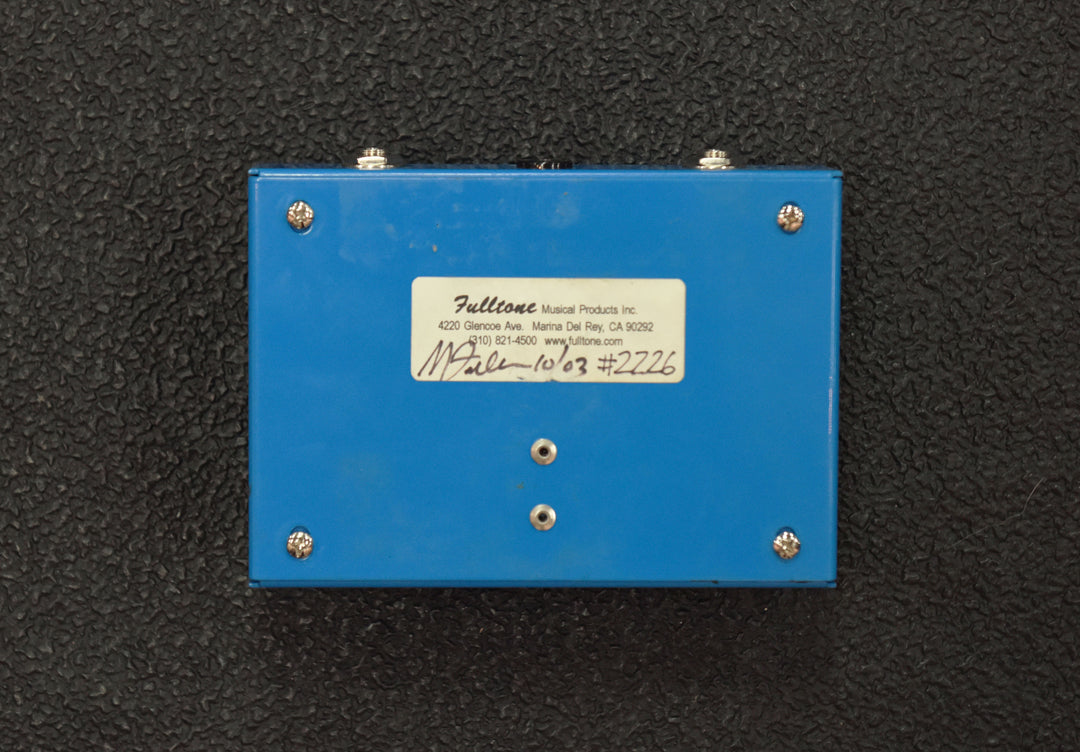 Fulltone Musical Products Inc.
4220 Glencoe Ave. Marina Del Rey, CA 90292
(310) 821-4500 www.fulltone.com
10/03 #2226